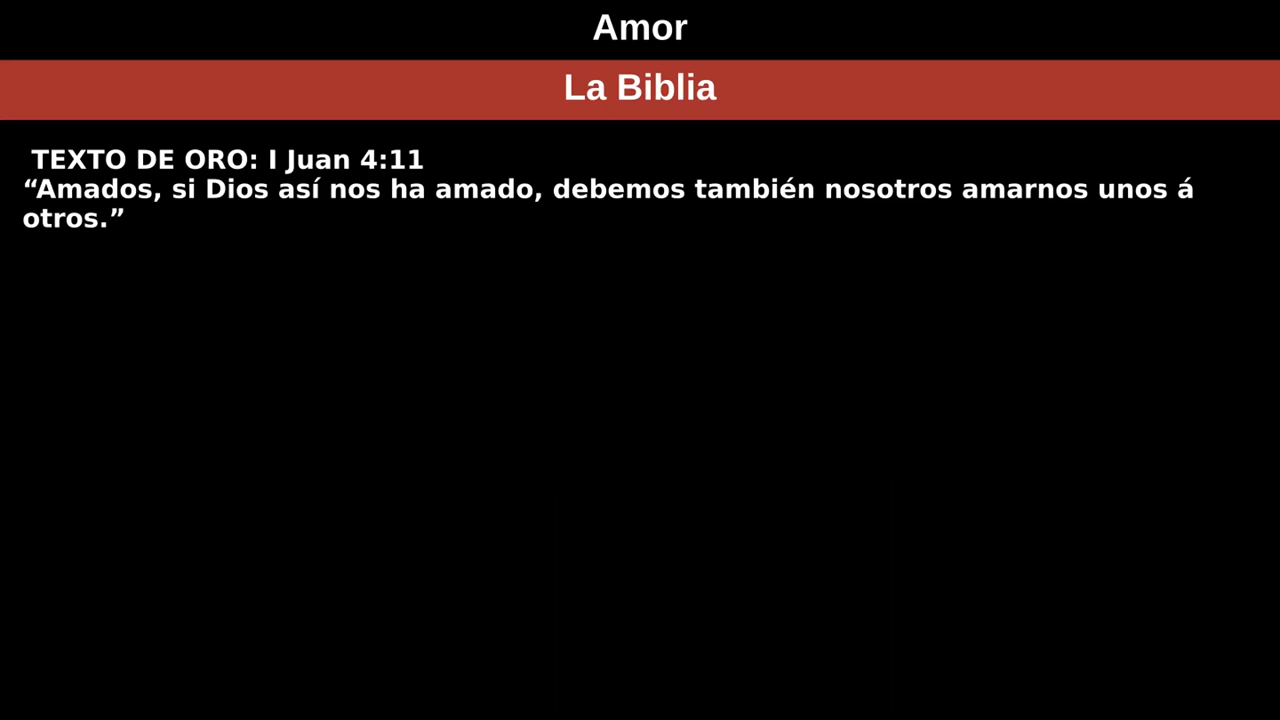 Amor
La Biblia
TEXTO DE ORO: I Juan 4:11
“Amados, si Dios así nos ha amado, debemos también nosotros amarnos unos á
otros.”